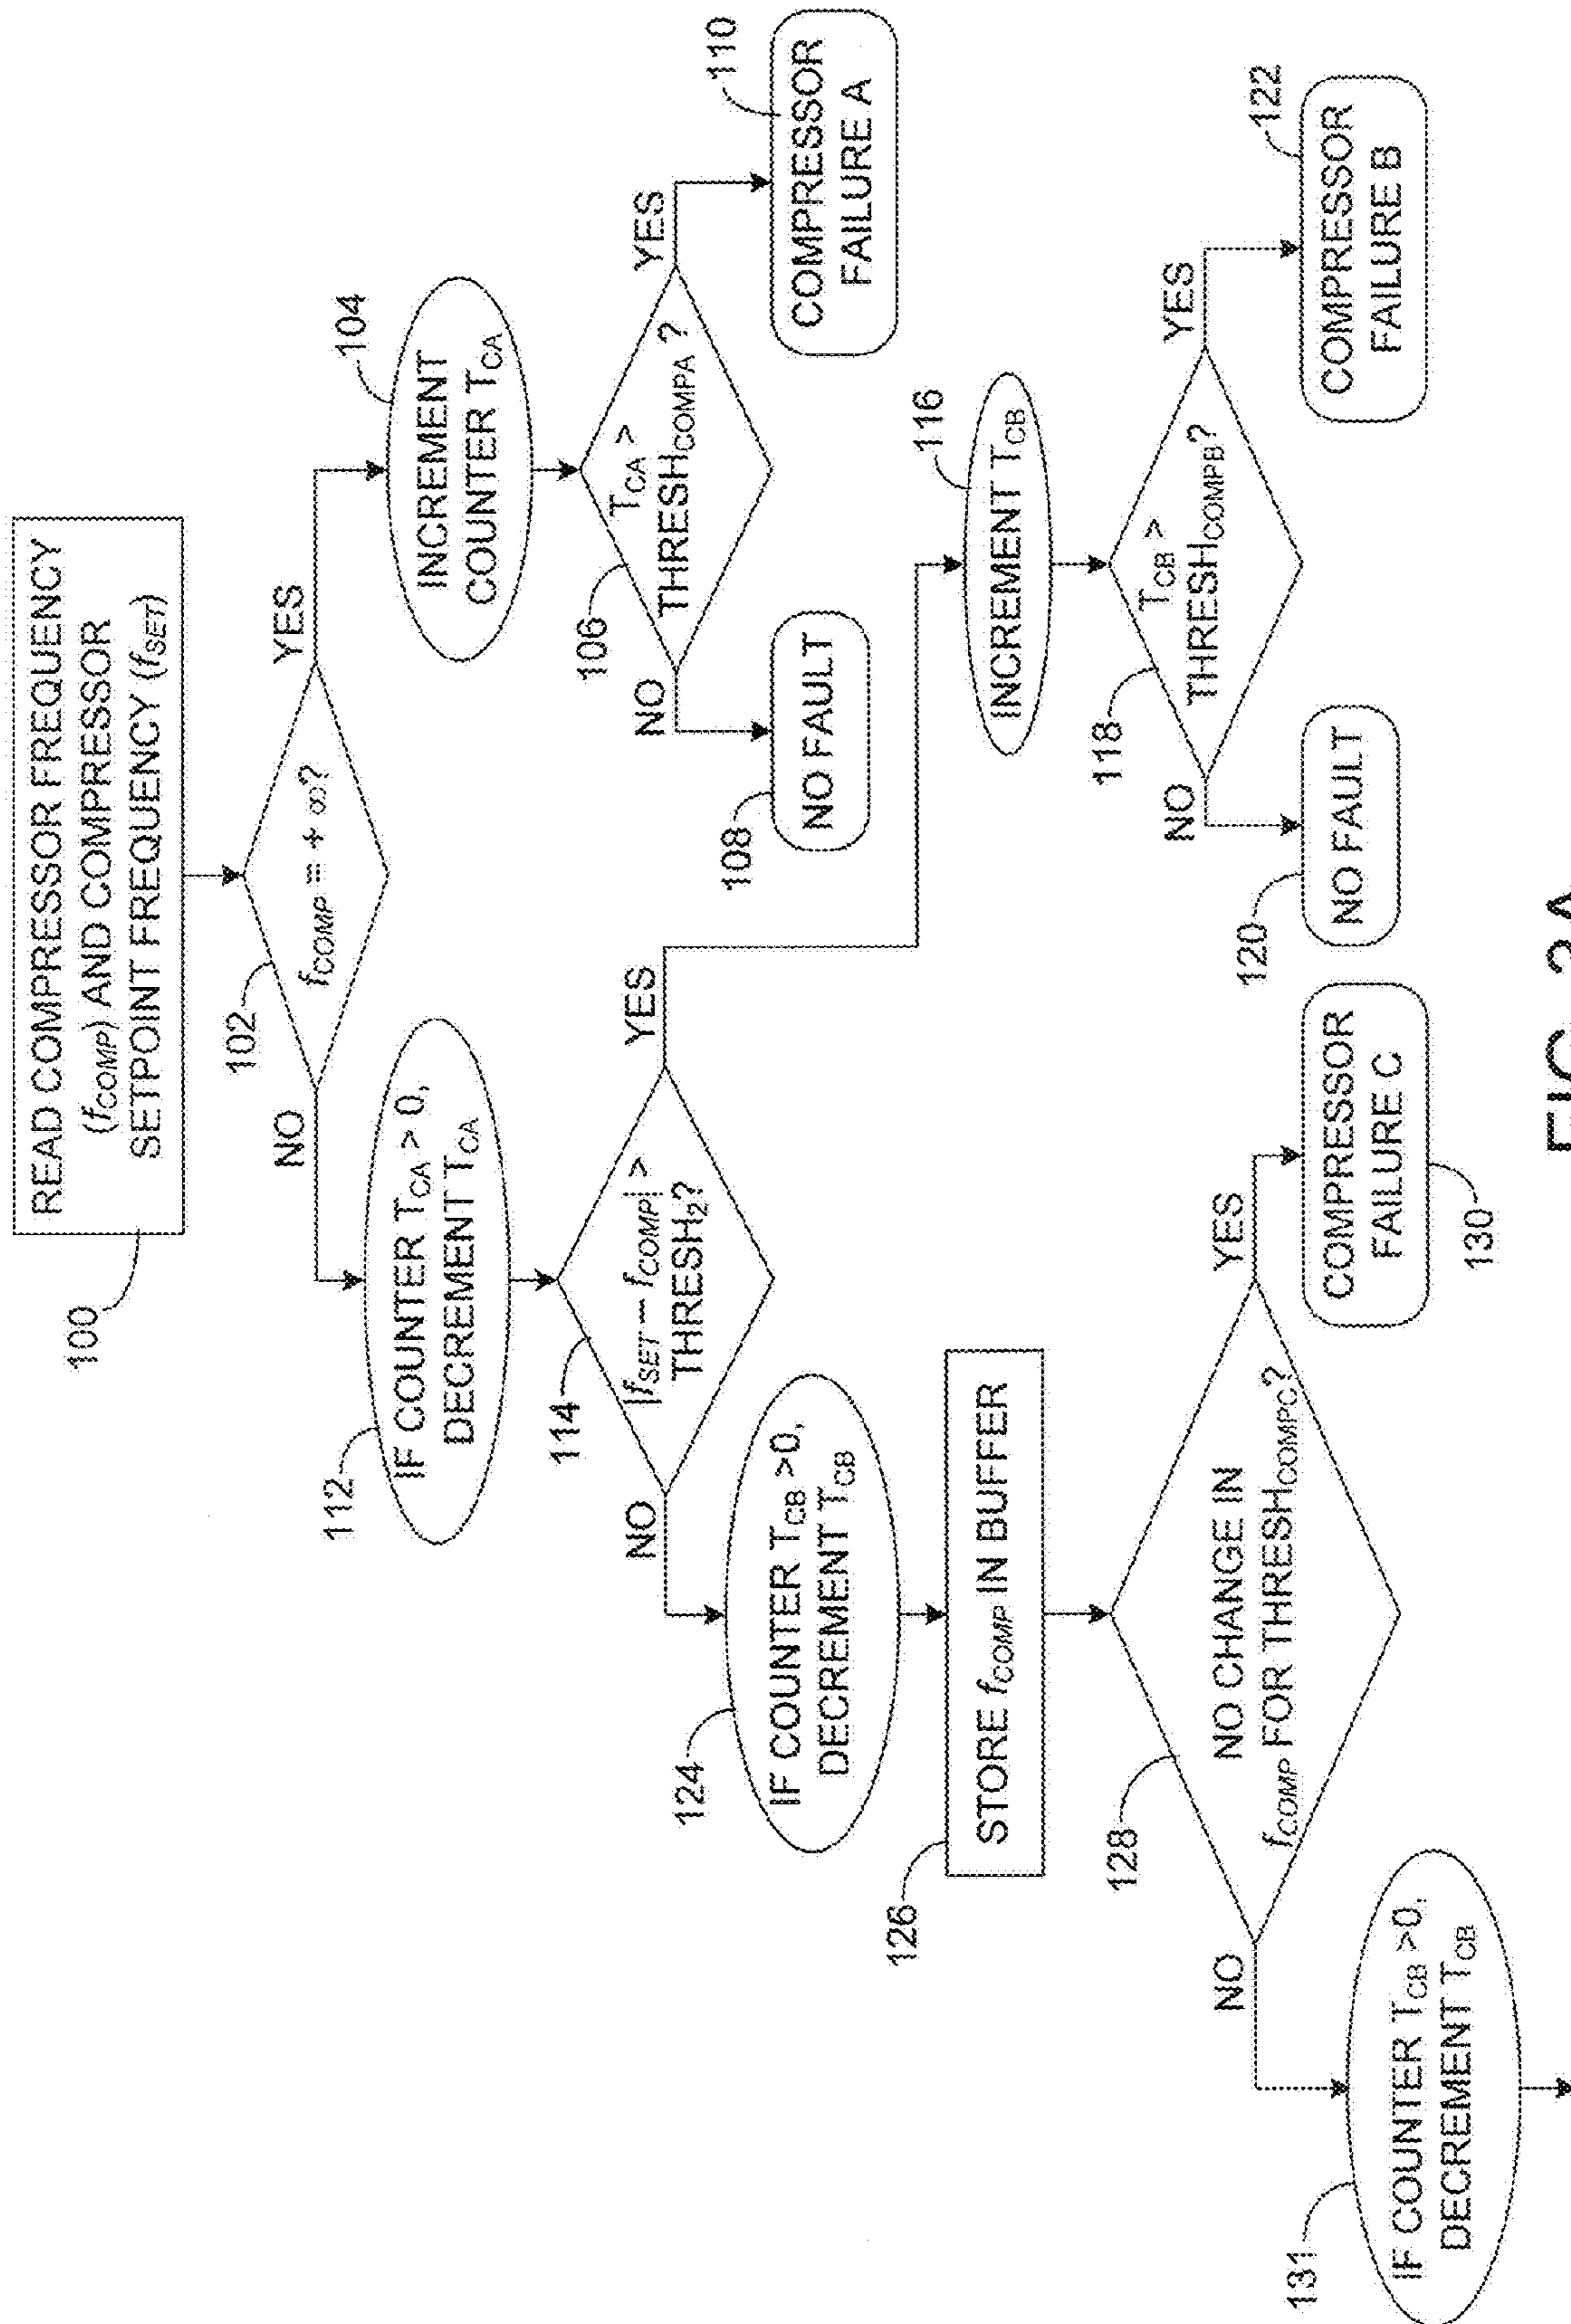 READ COMPRESSOR FREQUENCY
(fCOMP) AND COMPRESSOR
SETPOINT FREQUENCY (fSET)
100
102
fCOMP = + ∞?
YES
NO
104
INCREMENT
COUNTER TCA
106
TCA >
THRESHCOMPA ?
NO
YES
108
NO FAULT
110
COMPRESSOR
FAILURE A
112
IF COUNTER TCA > 0,
DECREMENT TCA
114
|fSET – fCOMP| >
THRESH2?
NO
YES
116
INCREMENT TCB
118
TCB >
THRESHCOMPB?
NO
YES
120
NO FAULT
122
COMPRESSOR
FAILURE B
124
IF COUNTER TCB >0,
DECREMENT TCB
126
STORE fCOMP IN BUFFER
128
NO CHANGE IN
fCOMP FOR THRESHCOMPC?
NO
YES
COMPRESSOR
FAILURE C
130
131
IF COUNTER TCB >0,
DECREMENT TCB